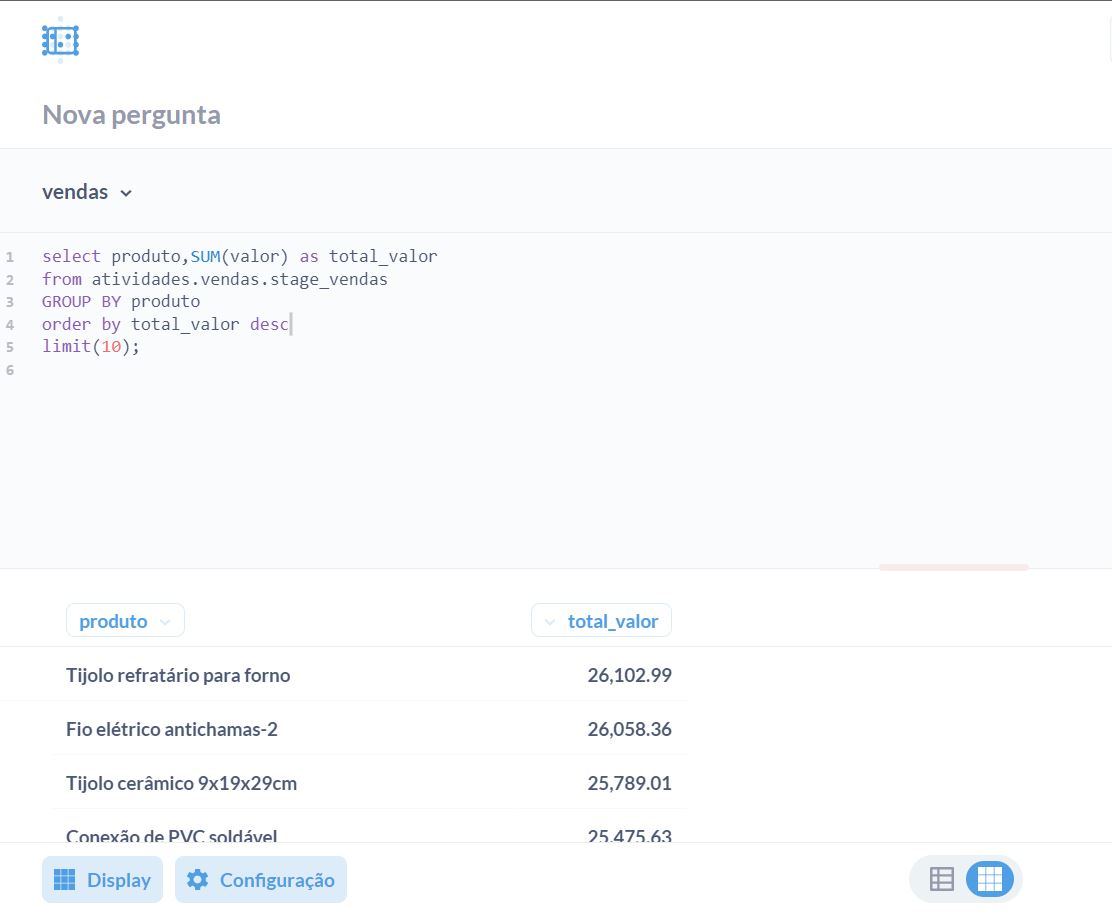 Nova pergunta
vendas
1 select produto,SUM(valor) as total_valor
2 from atividades.vendas.stage_vendas
3 GROUP BY produto
4 order by total_valor desc
5 limit(10);
6
produto total_valor
Tijolo refratário para forno 26,102.99
Fio elétrico antichamas-2 26,058.36
Tijolo cerâmico 9x19x29cm 25,789.01
Conexão de PVC soldável 25,475.63
Display Configuração